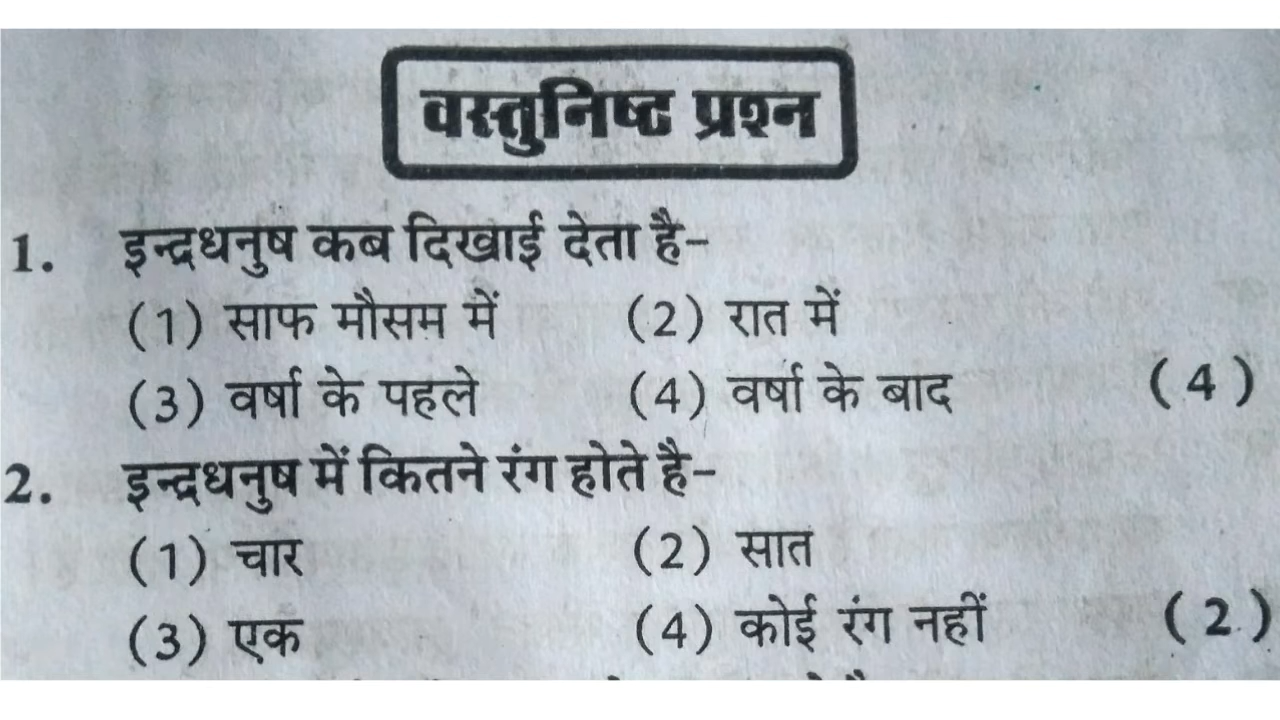 वस्तुनिष्ट प्रश्न
1. इन्द्रधनुष कब दिखाई देता है-
(1) साफ मौसम में (2) रात में
(3) वर्षा के पहले (4) वर्षा के बाद (4)
2. इन्द्रधनुष में कितने रंग होते है-
(1) चार (2) सात
(3) एक (4) कोई रंग नहीं (2)